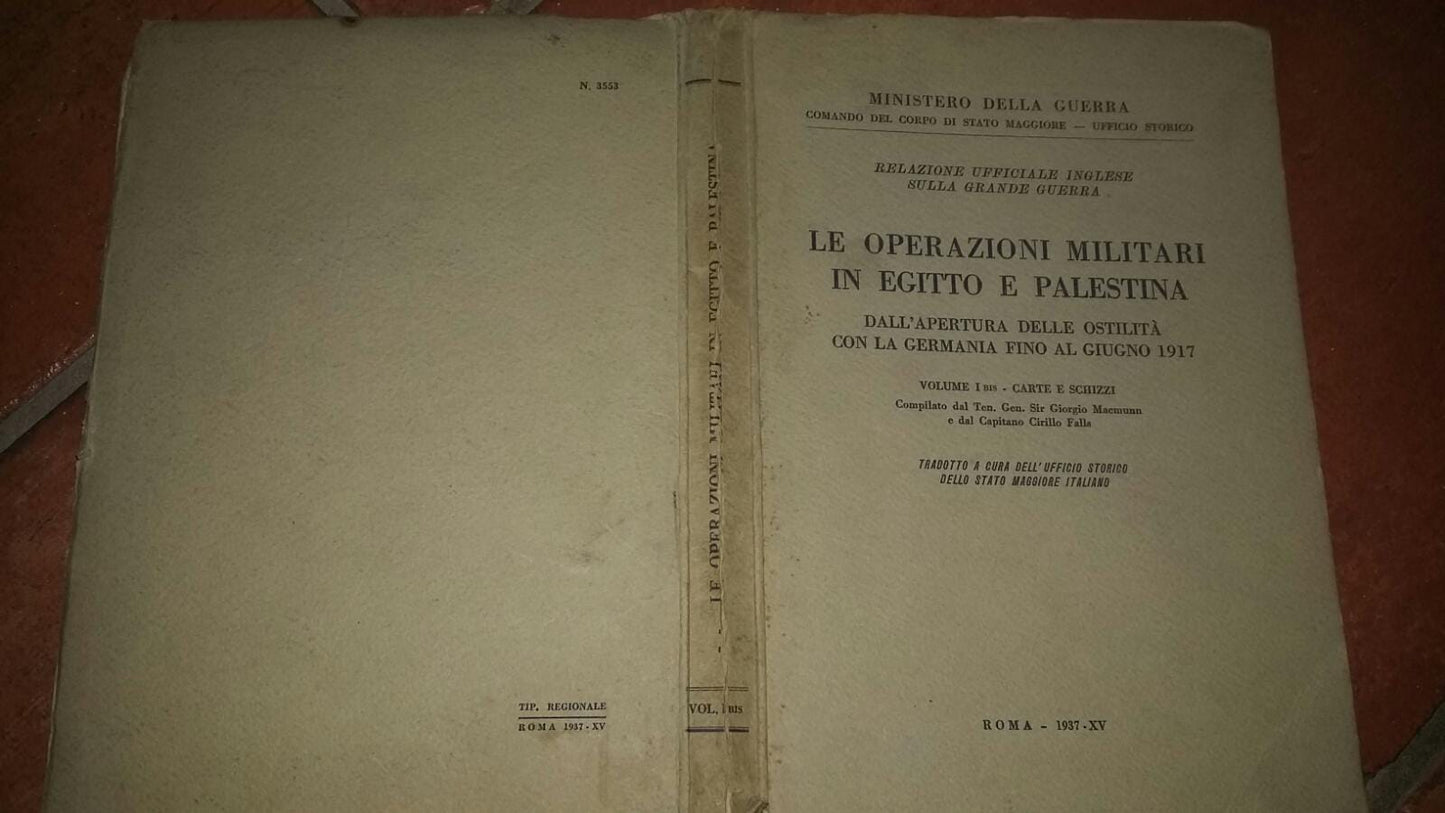 N. 3553
TIP. REGIONALE
ROMA 1937-XV
LE OPERAZIONI MILITARI IN EGITTO E PALESTINA
VOL. I BIS
MINISTERO DELLA GUERRA
COMANDO DEL CORPO DI STATO MAGGIORE — UFFICIO STORICO
RELAZIONE UFFICIALE INGLESE
SULLA GRANDE GUERRA
LE OPERAZIONI MILITARI
IN EGITTO E PALESTINA
DALL'APERTURA DELLE OSTILITÀ
CON LA GERMANIA FINO AL GIUGNO 1917
VOLUME I BIS - CARTE E SCHIZZI
Compilato dal Ten. Gen. Sir Giorgio Macmunn
e dal Capitano Cirillo Falls
TRADOTTO A CURA DELL'UFFICIO STORICO
DELLO STATO MAGGIORE ITALIANO
ROMA - 1937-XV